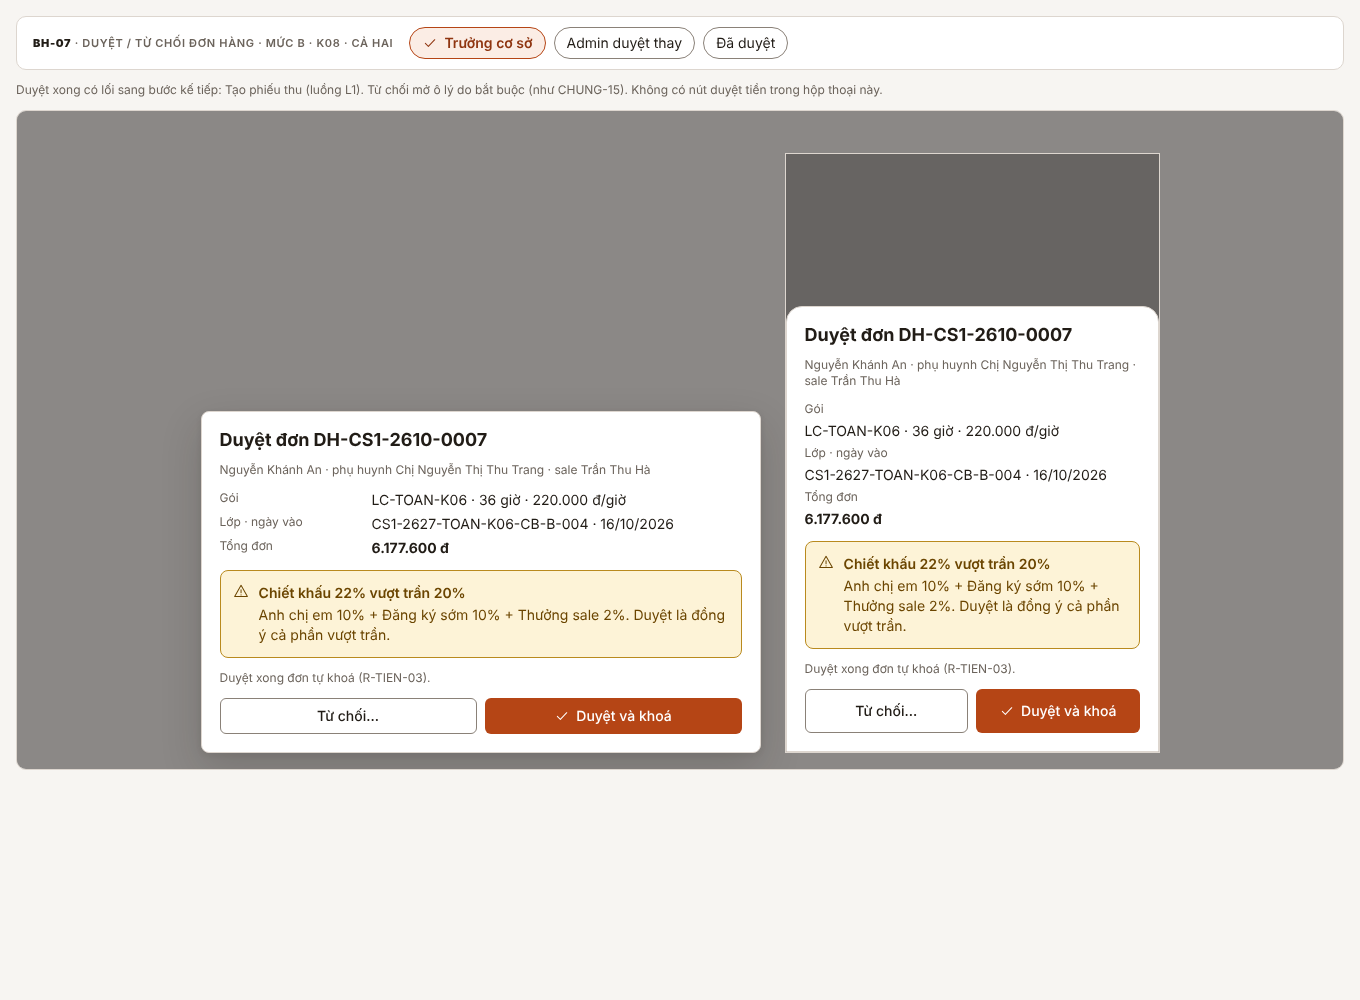 BH-07 · DUYỆT / TỪ CHỐI ĐƠN HÀNG · MỨC B · K08 · CẢ HAI
Trưởng cơ sở
Admin duyệt thay
Đã duyệt
Duyệt xong có lối sang bước kế tiếp: Tạo phiếu thu (luồng L1). Từ chối mở ô lý do bắt buộc (như CHUNG-15). Không có nút duyệt tiền trong hộp thoại này.
Duyệt đơn DH-CS1-2610-0007
Nguyễn Khánh An · phụ huynh Chị Nguyễn Thị Thu Trang · sale Trần Thu Hà
Gói
LC-TOAN-K06 · 36 giờ · 220.000 đ/giờ
Lớp · ngày vào
CS1-2627-TOAN-K06-CB-B-004 · 16/10/2026
Tổng đơn
6.177.600 đ
Chiết khấu 22% vượt trần 20%
Anh chị em 10% + Đăng ký sớm 10% + Thưởng sale 2%. Duyệt là đồng
ý cả phần vượt trần.
Duyệt xong đơn tự khoá (R-TIEN-03).
Từ chối...
Duyệt và khoá
Duyệt đơn DH-CS1-2610-0007
Nguyễn Khánh An · phụ huynh Chị Nguyễn Thị Thu Trang ·
sale Trần Thu Hà
Gói
LC-TOAN-K06 · 36 giờ · 220.000 đ/giờ
Lớp · ngày vào
CS1-2627-TOAN-K06-CB-B-004 · 16/10/2026
Tổng đơn
6.177.600 đ
Chiết khấu 22% vượt trần 20%
Anh chị em 10% + Đăng ký sớm 10% +
Thưởng sale 2%. Duyệt là đồng ý cả phần
vượt trần.
Duyệt xong đơn tự khoá (R-TIEN-03).
Từ chối...
Duyệt và khoá